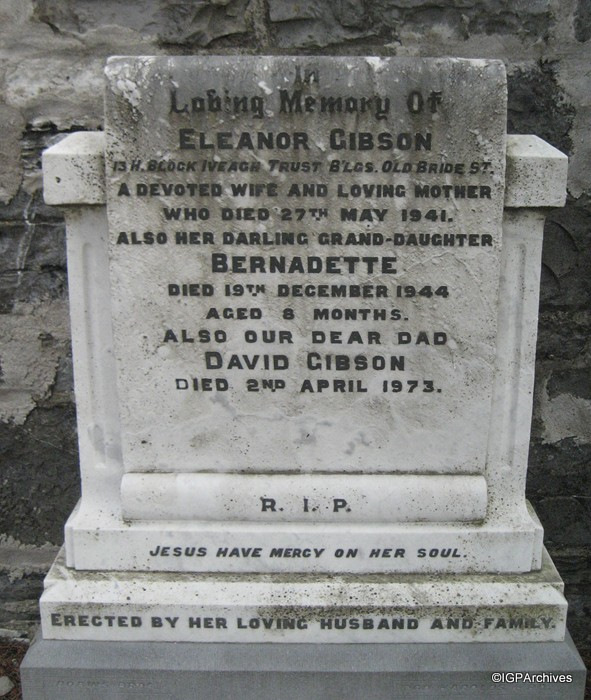 In
Loving Memory Of
ELEANOR GIBSON
13 H. BLOCK IVEAGH TRUST B'LGS. OLD BRIDE ST.
A DEVOTED WIFE AND LOVING MOTHER
WHO DIED 27TH MAY 1941.
ALSO HER DARLING GRAND-DAUGHTER
BERNADETTE
DIED 19TH DECEMBER 1944
AGED 8 MONTHS.
ALSO OUR DEAR DAD
DAVID GIBSON
DIED 2ND APRIL 1973.
R. I. P.
JESUS HAVE MERCY ON HER SOUL.
ERECTED BY HER LOVING HUSBAND AND FAMILY.
©IGPArchives